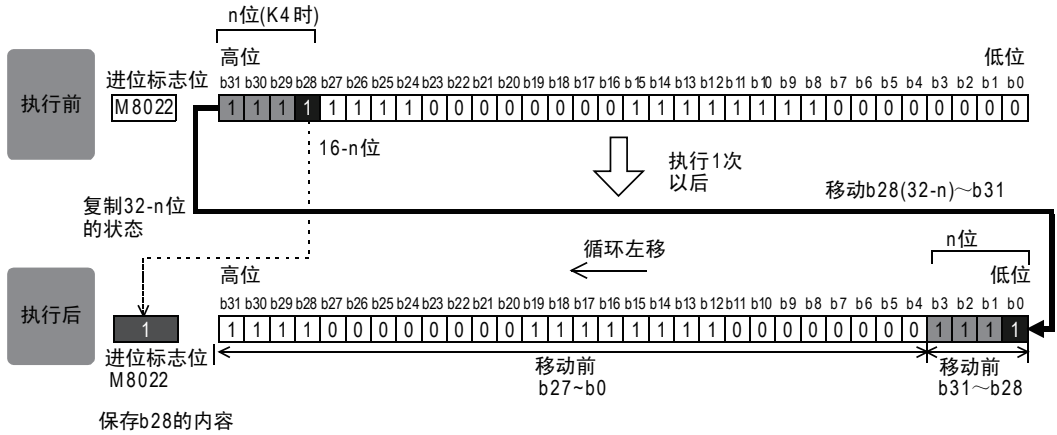 n位(K4时)
高位 低位
执行前
进位标志位
b31 b30 b29 b28 b27 b26 b25 b24 b23 b22 b21 b20 b19 b18 b17 b16 b15 b14 b13 b12 b11 b10 b9 b8 b7 b6 b5 b4 b3 b2 b1 b0
M8022
1 1 1 1 1 1 1 1 0 0 0 0 0 0 0 0 1 1 1 1 1 1 1 1 0 0 0 0 0 0 0 0
16-n位
执行1次
以后
移动b28(32-n)～b31
复制32-n位
的状态
循环左移
n位
高位 低位
执行后
b31 b30 b29 b28 b27 b26 b25 b24 b23 b22 b21 b20 b19 b18 b17 b16 b15 b14 b13 b12 b11 b10 b9 b8 b7 b6 b5 b4 b3 b2 b1 b0
1
1 1 1 1 0 0 0 0 0 0 0 0 1 1 1 1 1 1 1 1 0 0 0 0 0 0 0 0 1 1 1 1
进位标志位
M8022
移动前
b27~b0
移动前
b31～b28
保存b28的内容